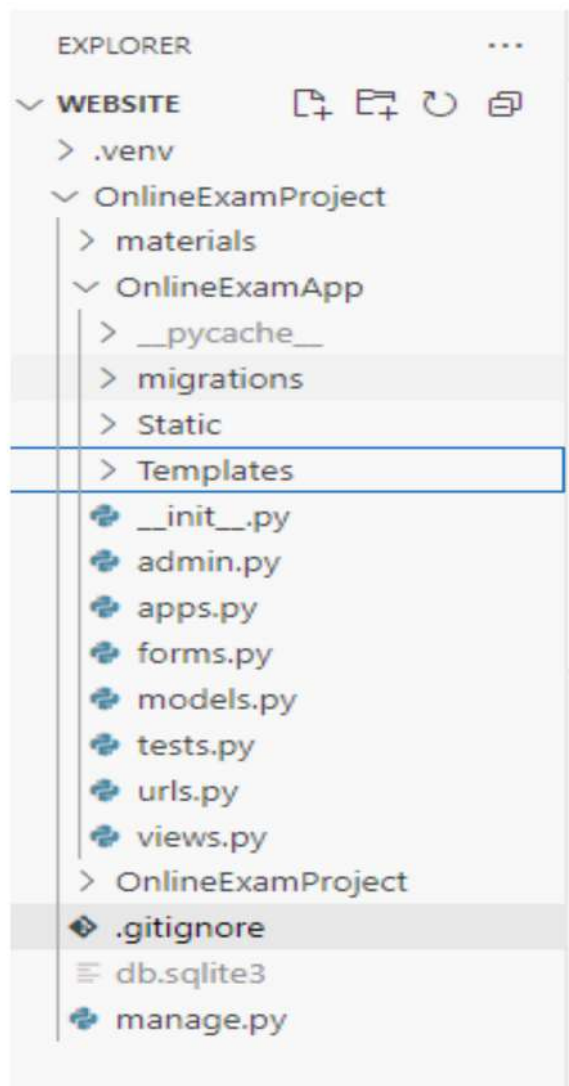 EXPLORER ...
WEBSITE
.venv
OnlineExamProject
materials
OnlineExamApp
__pycache__
migrations
Static
Templates
__init__.py
admin.py
apps.py
forms.py
models.py
tests.py
urls.py
views.py
OnlineExamProject
.gitignore
db.sqlite3
manage.py